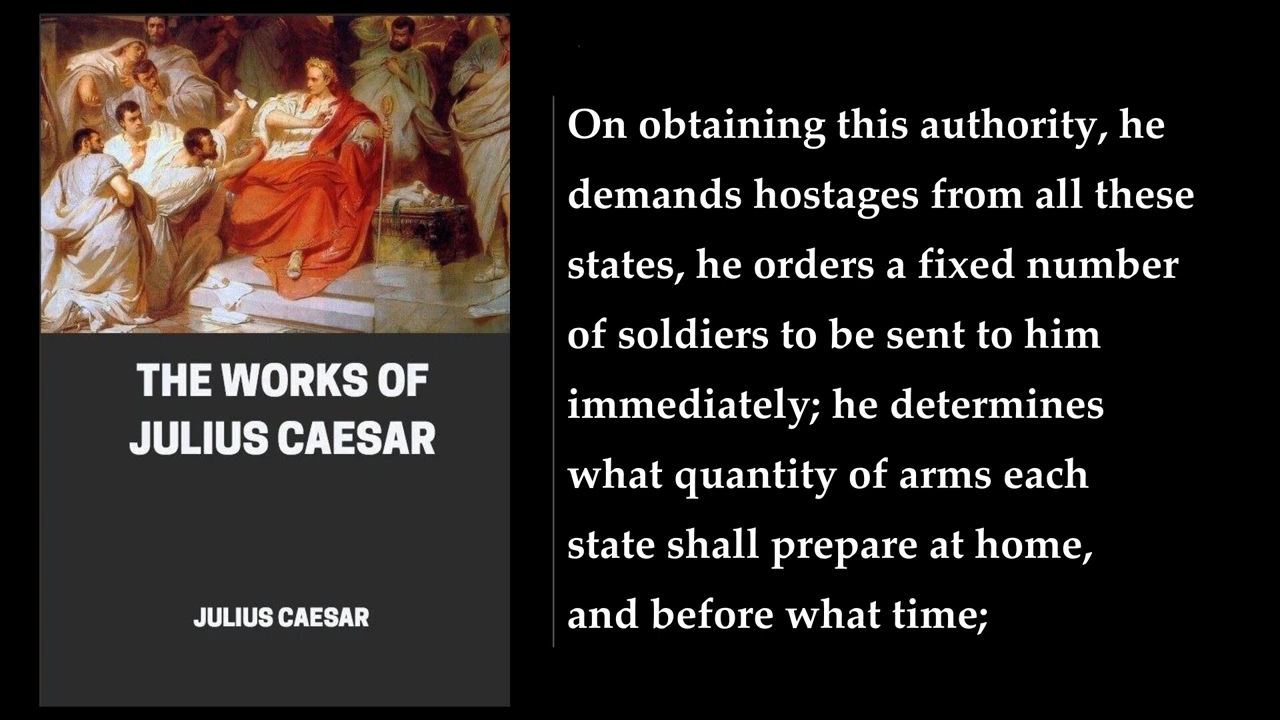 THE WORKS OF
JULIUS CAESAR
JULIUS CAESAR
On obtaining this authority, he
demands hostages from all these
states, he orders a fixed number
of soldiers to be sent to him
immediately; he determines
what quantity of arms each
state shall prepare at home,
and before what time;